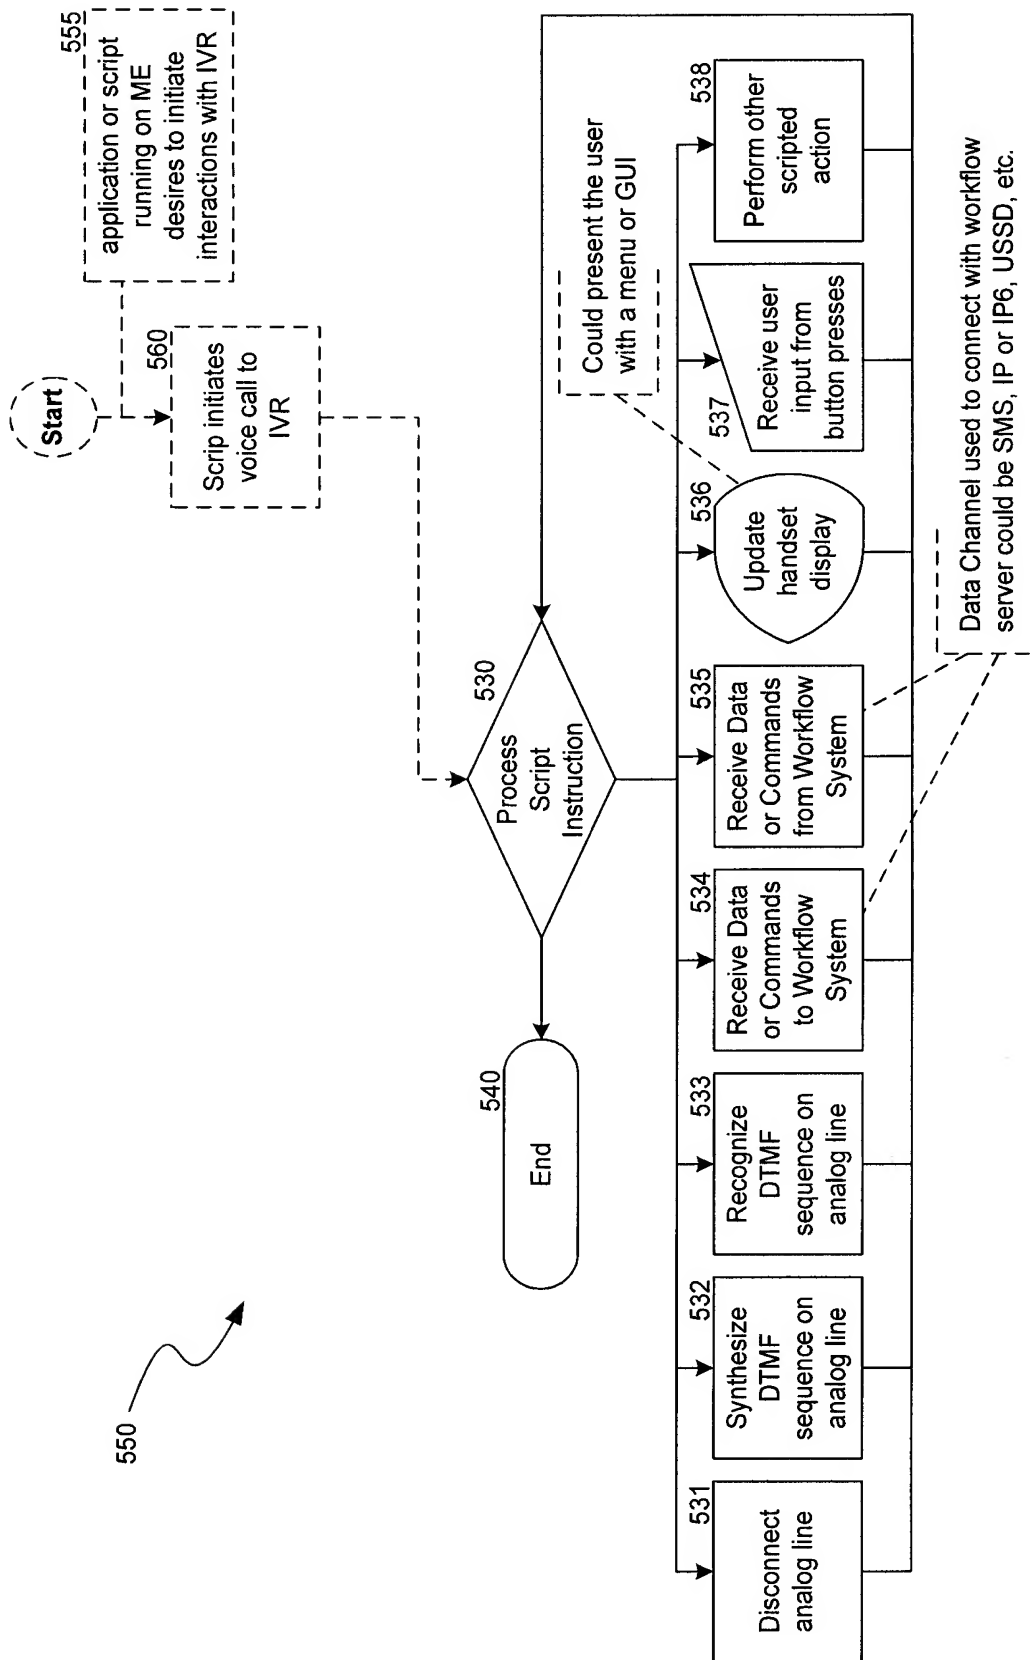 550
Start
555
application or script
running on ME
desires to initiate
interactions with IVR
560
Scrip initiates
voice call to
IVR
530
Process
Script
Instruction
540
End
531
Disconnect
analog line
532
Synthesize
DTMF
sequence on
analog line
533
Recognize
DTMF
sequence on
analog line
534
Receive Data
or Commands
to Workflow
System
535
Receive Data
or Commands
from Workflow
System
536
Update
handset
display
Could present the user
with a menu or GUI
537
Receive user
input from
button presses
538
Perform other
scripted
action
Data Channel used to connect with workflow
server could be SMS, IP or IP6, USSD, etc.